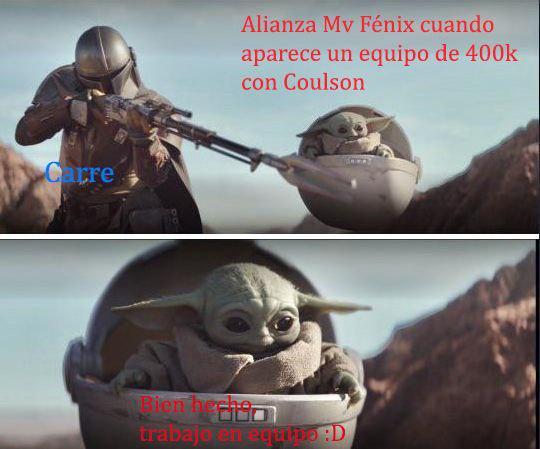 Alianza Mv Fénix cuando
aparece un equipo de 400k
con Coulson
Carre
Bien hecho,
trabajo en equipo :D